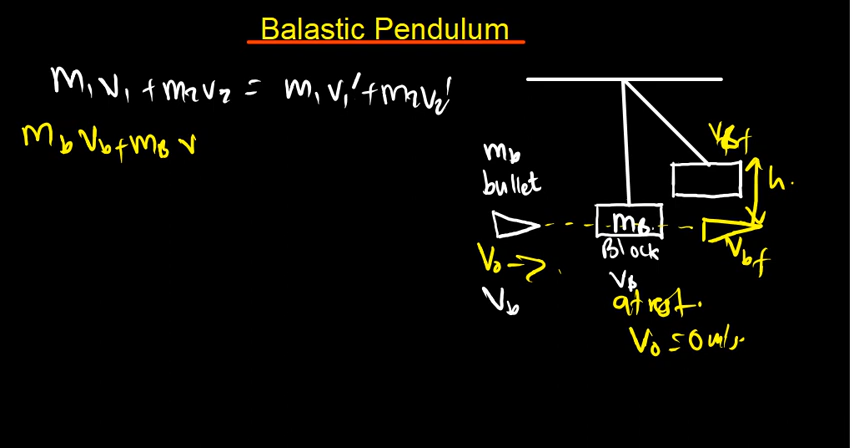 Balastic Pendulum
m₁v₁ + m₂v₂ = m₁v₁' + m₂v₂'
m_b v_b + m_B v
m_b
bullet
V₀ →
V_b
m_B
Block
V_B
at rest.
V₀ = 0 m/s.
V_Bf
h.
V_bf